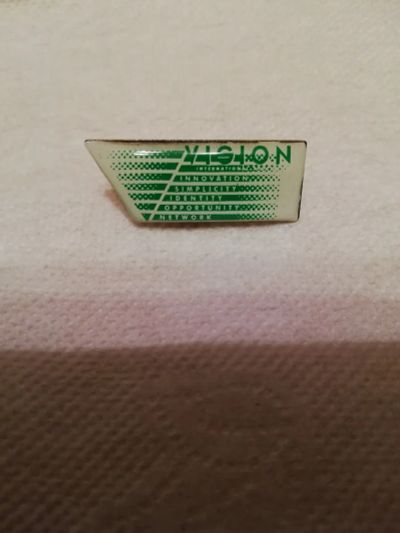 VISION
INTERNATIONAL
INNOVATION
SIMPLICITY
IDENTITY
OPPORTUNITY
NETWORK